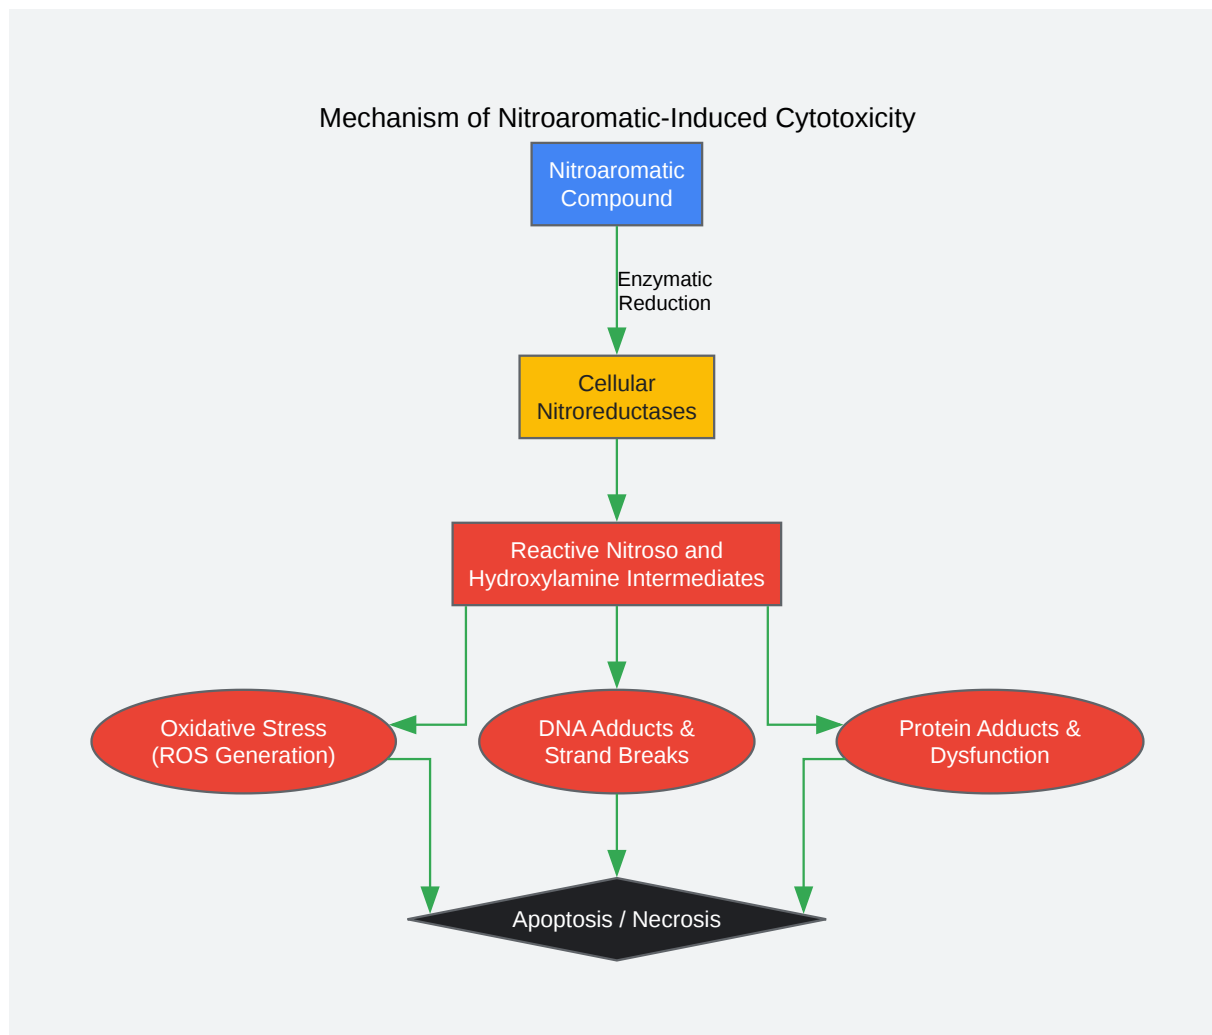 Mechanism of Nitroaromatic-Induced Cytotoxicity
Nitroaromatic
Compound
Enzymatic
Reduction
Cellular
Nitroreductases
Reactive Nitroso and
Hydroxylamine Intermediates
Oxidative Stress
(ROS Generation)
DNA Adducts &
Strand Breaks
Protein Adducts &
Dysfunction
Apoptosis / Necrosis